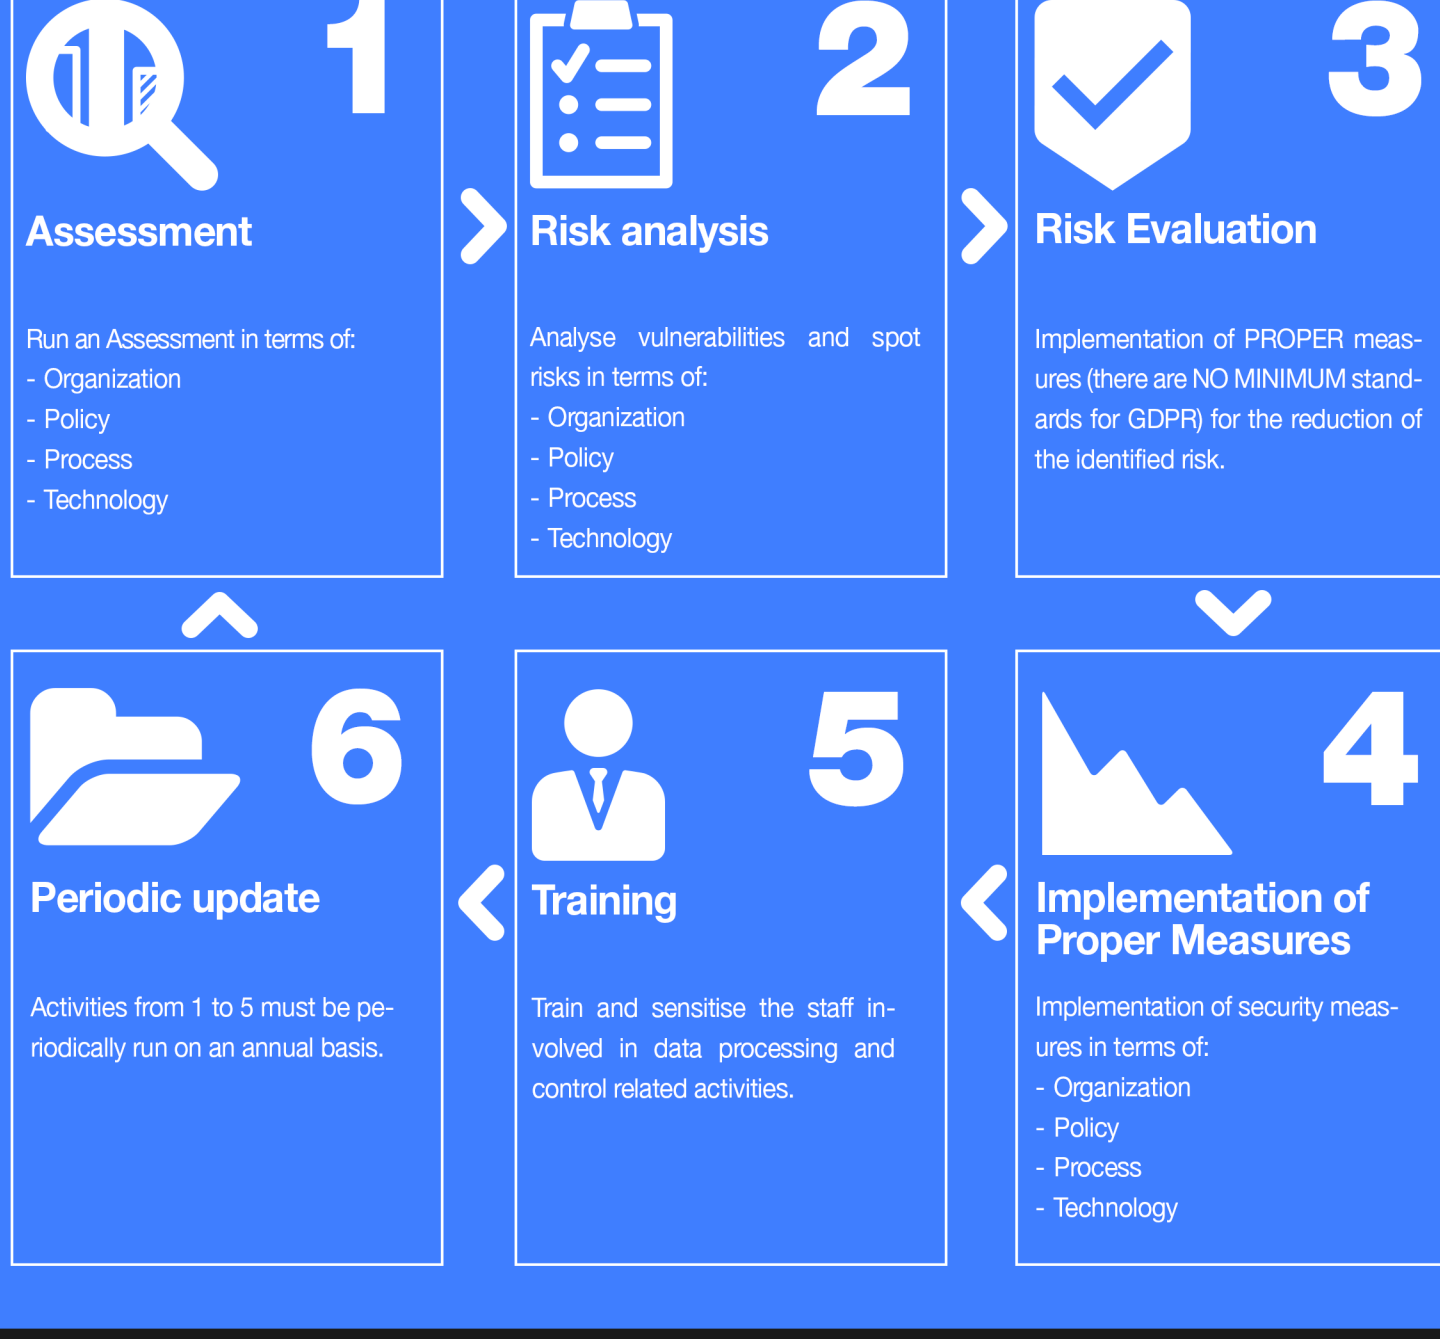 1
Assessment
Run an Assessment in terms of:
- Organization
- Policy
- Process
- Technology
2
Risk analysis
Analyse vulnerabilities and spot
risks in terms of:
- Organization
- Policy
- Process
- Technology
3
Risk Evaluation
Implementation of PROPER meas-
ures (there are NO MINIMUM stand-
ards for GDPR) for the reduction of
the identified risk.
4
Implementation of
Proper Measures
Implementation of security meas-
ures in terms of:
- Organization
- Policy
- Process
- Technology
5
Training
Train and sensitise the staff in-
volved in data processing and
control related activities.
6
Periodic update
Activities from 1 to 5 must be pe-
riodically run on an annual basis.